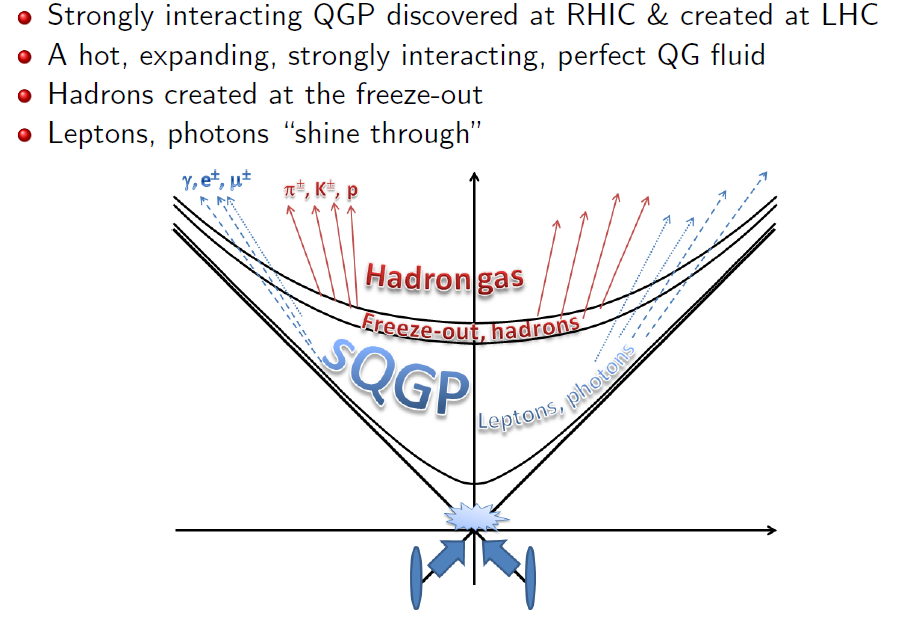 Strongly interacting QGP discovered at RHIC & created at LHC
A hot, expanding, strongly interacting, perfect QG fluid
Hadrons created at the freeze-out
Leptons, photons “shine through”
γ, e±, μ±
π±, K±, p
Hadron gas
Freeze-out, hadrons
sQGP
Leptons, photons